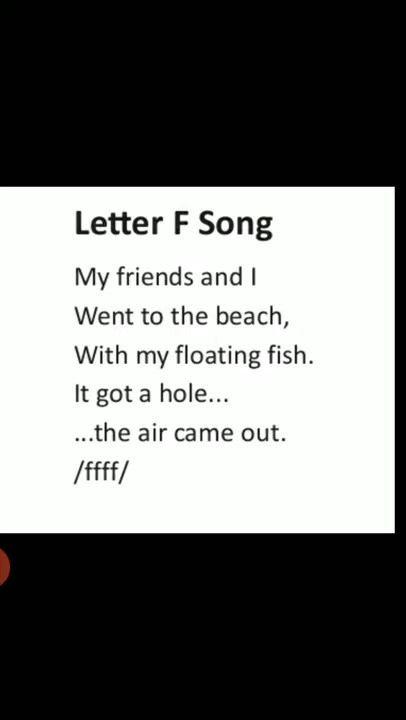 Letter F Song
My friends and I
Went to the beach,
With my floating fish.
It got a hole...
...the air came out.
/ffff/